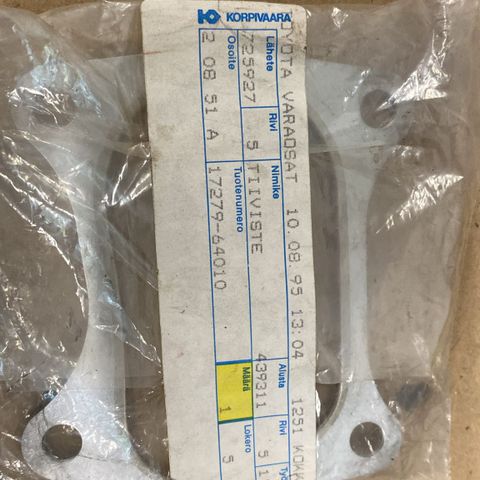 KORPIVAARA
TOYOTA VARAOSAT 10.08.95 13:04 1251
Lähete Rivi Nimike Alusta Rivi
725927 5 TIIVISTE 439311 5 1
Osoite Tuotenumero Määrä Lokero
2 08 51 A 17279-64010 1 5